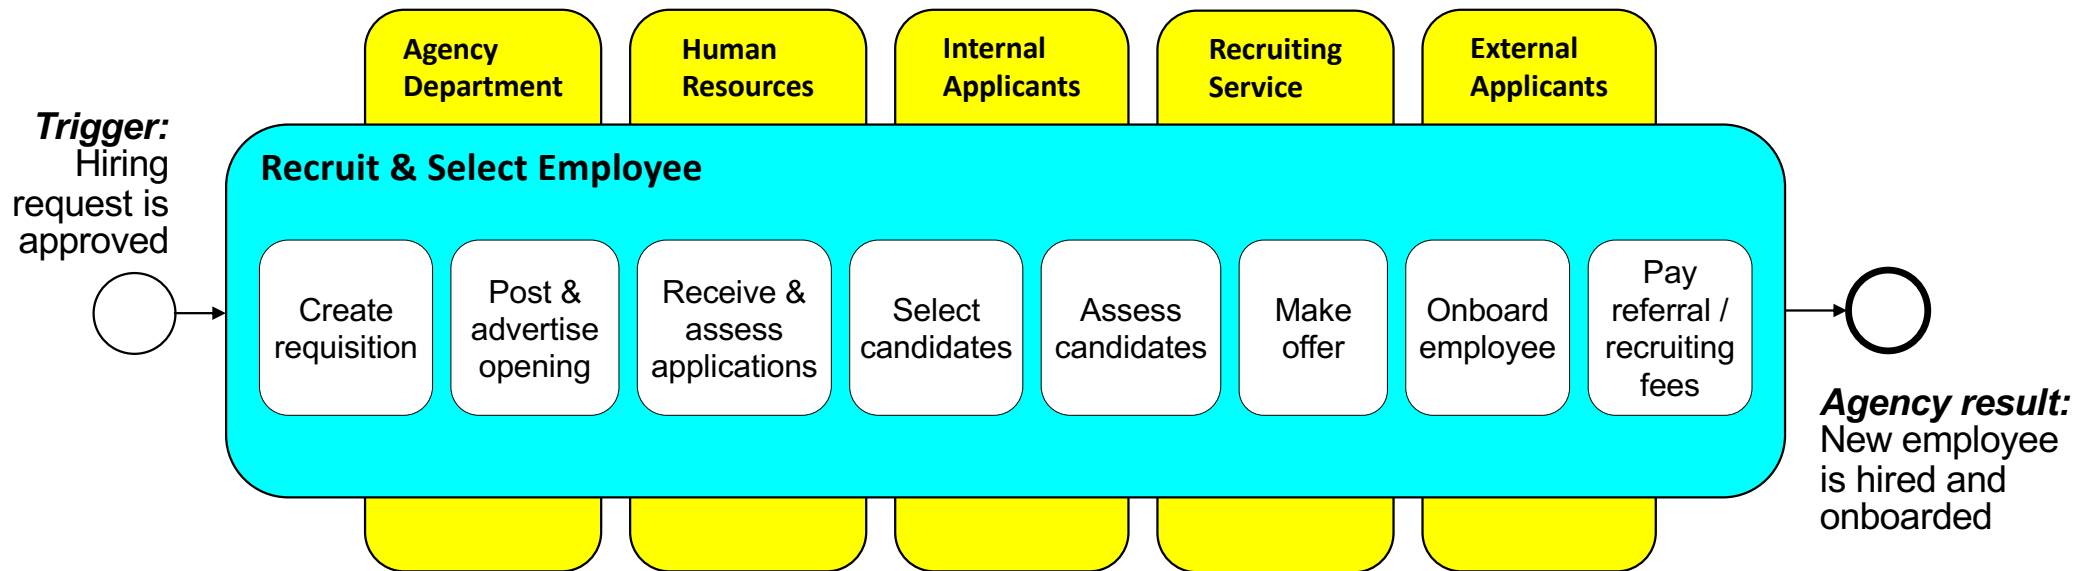 Agency
Department
Human
Resources
Internal
Applicants
Recruiting
Service
External
Applicants
Trigger:
Hiring
request is
approved
Recruit & Select Employee
Create
requisition
Post &
advertise
opening
Receive &
assess
applications
Select
candidates
Assess
candidates
Make
offer
Onboard
employee
Pay
referral /
recruiting
fees
Agency result:
New employee
is hired and
onboarded